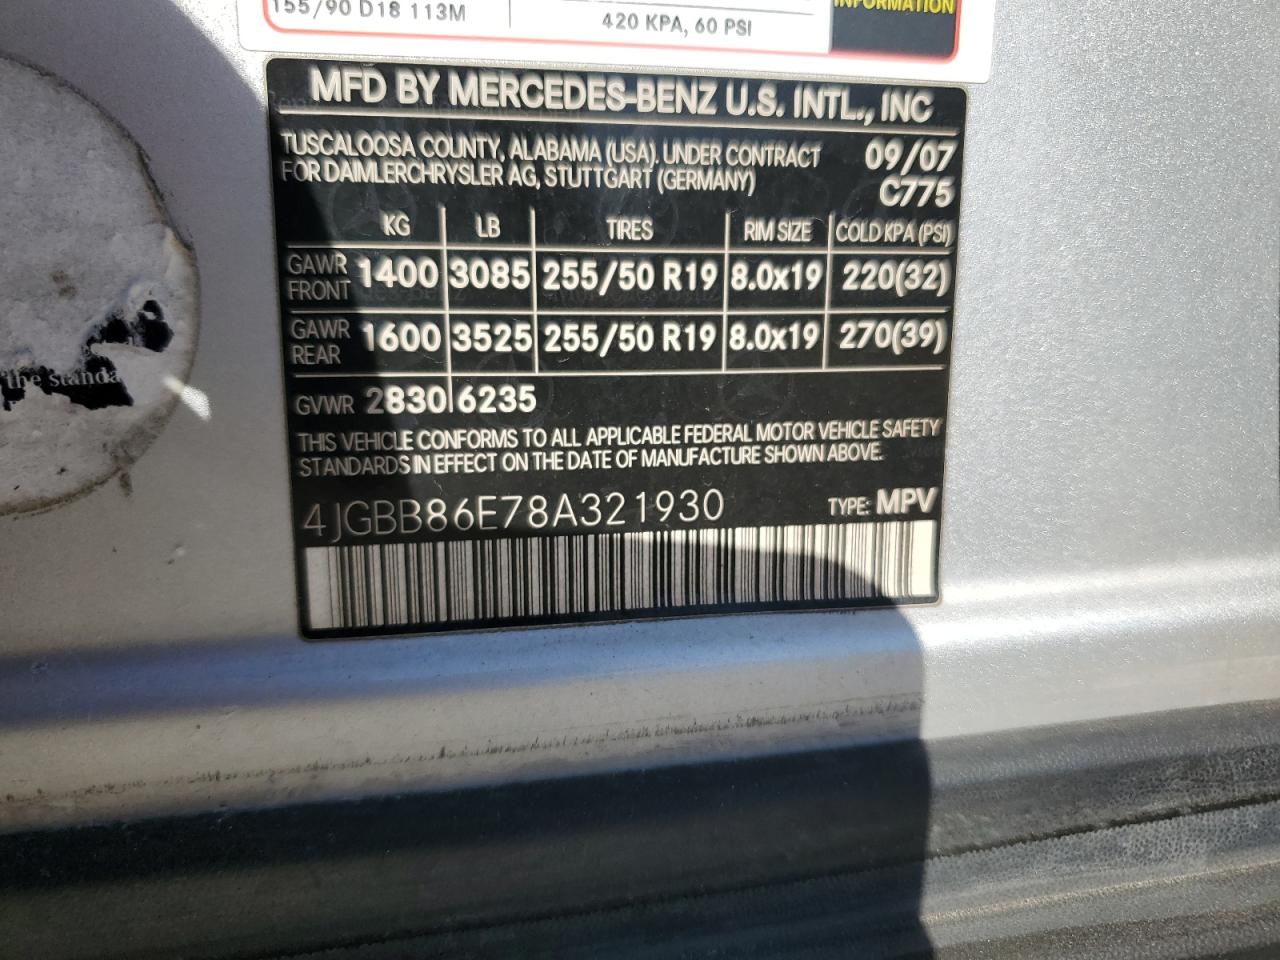 155/90 D18 113M
420 KPA, 60 PSI
INFORMATION
MFD BY MERCEDES-BENZ U.S. INTL., INC
TUSCALOOSA COUNTY, ALABAMA (USA). UNDER CONTRACT 09/07
FOR DAIMLERCHRYSLER AG, STUTTGART (GERMANY) C775
KG LB TIRES RIM SIZE COLD KPA (PSI)
GAWR FRONT 1400 3085 255/50 R19 8.0x19 220(32)
GAWR REAR 1600 3525 255/50 R19 8.0x19 270(39)
GVWR 2830 6235
THIS VEHICLE CONFORMS TO ALL APPLICABLE FEDERAL MOTOR VEHICLE SAFETY
STANDARDS IN EFFECT ON THE DATE OF MANUFACTURE SHOWN ABOVE.
4JGBB86E78A321930 TYPE: MPV
the standa